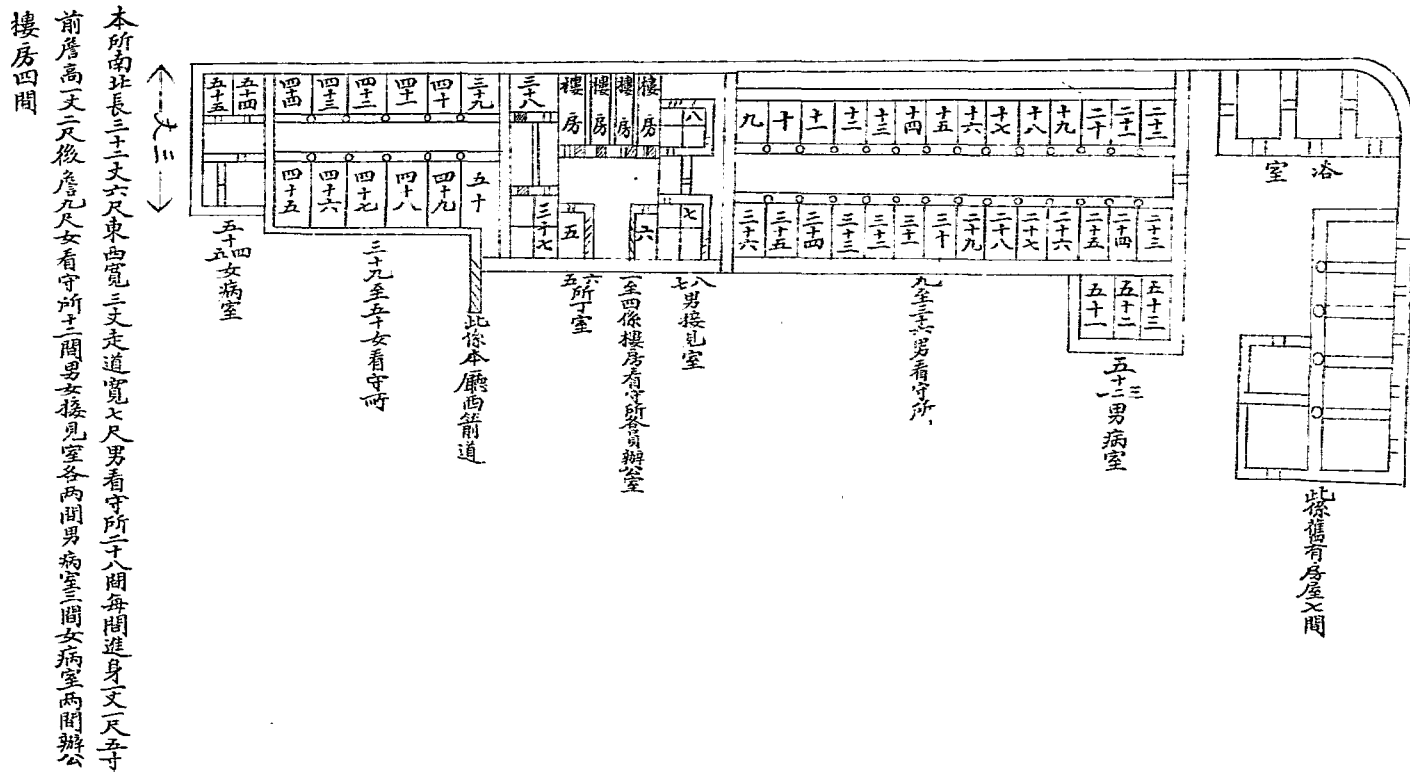 本所南北長三十二丈六尺東西寬三丈走道寬七尺男看守所二十八間每間進身一丈一尺五寸
前簷高一丈二尺後簷九尺女看守所十二間男女接見室各兩間男病室三間女病室兩間辦公
樓房四間
三丈
五十五
五十四
四十四
四十三
四十二
四十一
四十
三十九
三十八
樓房
樓房
樓房
樓房
八
九
十
十一
十二
十三
十四
十五
十六
十七
十八
十九
二十
二十一
二十二
浴室
四十五
四十六
四十七
四十八
四十九
五十
三十七
五
六
七
三十六
三十五
三十四
三十三
三十二
三十一
三十
二十九
二十八
二十七
二十六
二十五
二十四
二十三
五十一
五十二
五十三
五十四五女病室
三十九至五十女看守所
此係本廳西箭道
五六所丁室
一至四係樓房看守所各員辦公室
七八男接見室
九至三十六男看守所
五十一二三男病室
此係舊有房屋七間